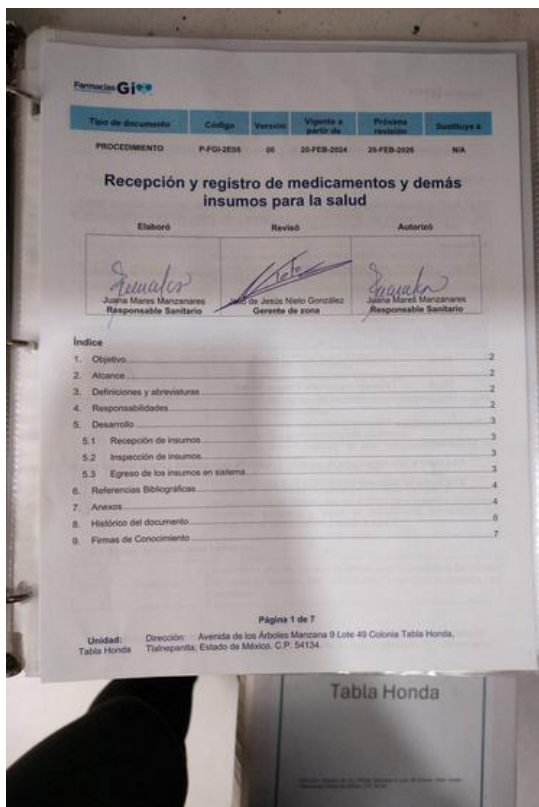 Farmacias Gi
Tipo de documento Código Versión Vigente a partir de Próxima revisión Sustituye a
PROCEDIMIENTO P-FGI-2E05 00 20-FEB-2024 20-FEB-2026 N/A
Recepción y registro de medicamentos y demás
insumos para la salud
Elaboró Revisó Autorizó
Juana Mares Manzanares de Jesús Nieto González Juana Mares Manzanares
Responsable Sanitario Gerente de zona Responsable Sanitario
Índice
1. Objetivo 2
2. Alcance 2
3. Definiciones y abreviaturas 2
4. Responsabilidades 2
5. Desarrollo 3
5.1 Recepción de insumos 3
5.2 Inspección de insumos 3
5.3 Egreso de los insumos en sistema 3
6. Referencias Bibliográficas 4
7. Anexos 4
8. Histórico del documento 6
9. Firmas de Conocimiento 7
Página 1 de 7
Unidad: Dirección: Avenida de los Árboles Manzana 9 Lote 49 Colonia Tabla Honda,
Tabla Honda Tlalnepantla; Estado de México. C.P. 54134.
Tabla Honda